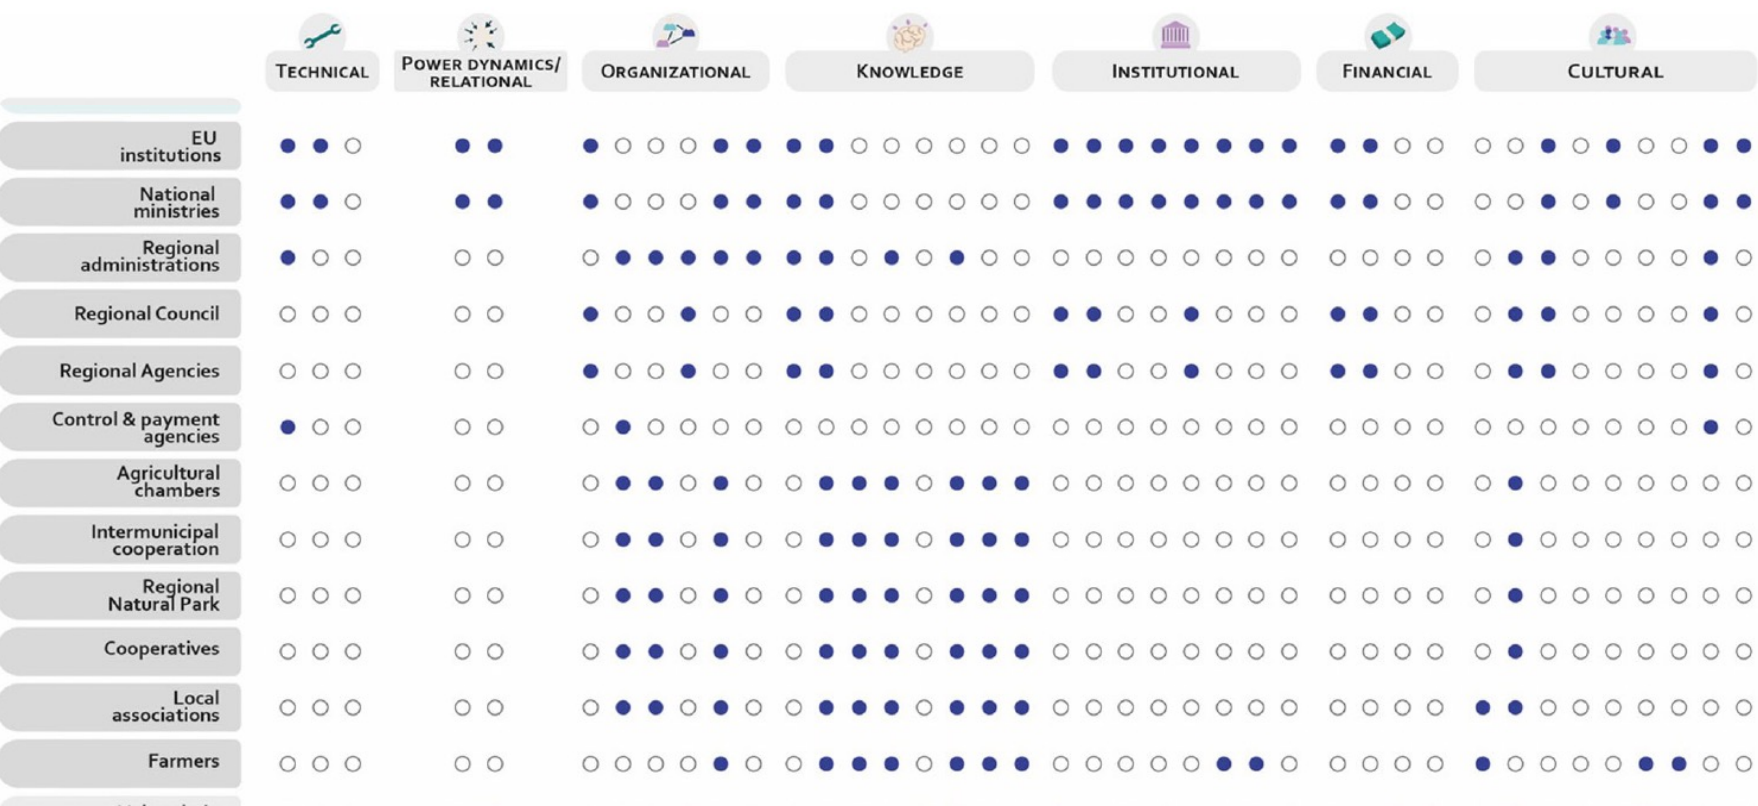 TECHNICAL
POWER DYNAMICS/
RELATIONAL
ORGANIZATIONAL
KNOWLEDGE
INSTITUTIONAL
FINANCIAL
CULTURAL
EU
institutions
National
ministries
Regional
administrations
Regional Council
Regional Agencies
Control & payment
agencies
Agricultural
chambers
Intermunicipal
cooperation
Regional
Natural Park
Cooperatives
Local
associations
Farmers